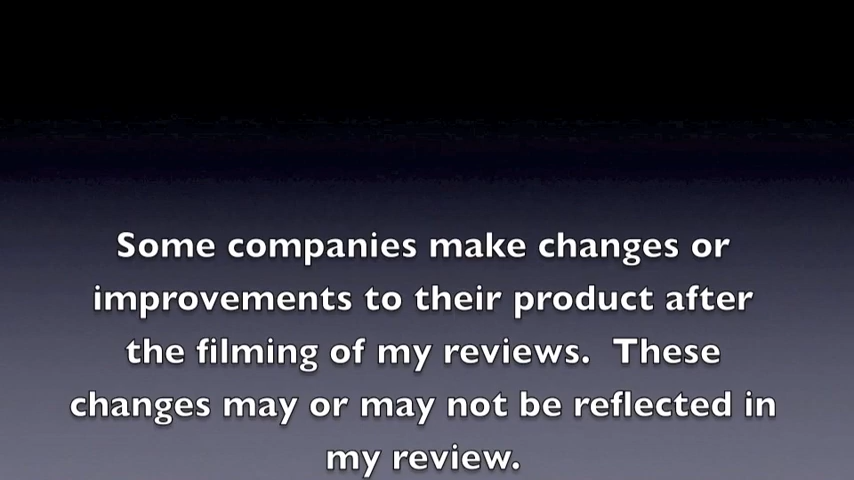 Some companies make changes or
improvements to their product after
the filming of my reviews.  These
changes may or may not be reflected in
my review.